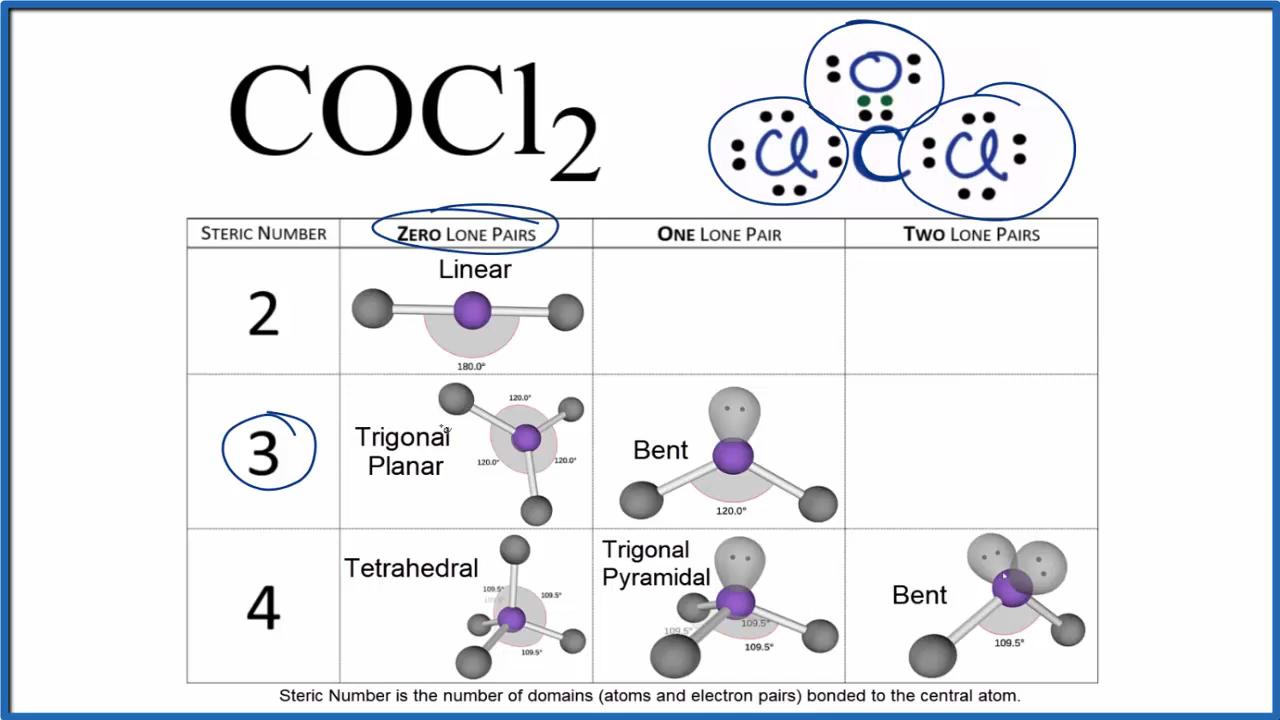 COCl2
O
Cl C Cl
STERIC NUMBER ZERO LONE PAIRS ONE LONE PAIR TWO LONE PAIRS
2
Linear
180.0°
3
Trigonal
Planar
120.0°
120.0°
120.0°
Bent
120.0°
4
Tetrahedral
109.5°
109.5°
109.5°
Trigonal
Pyramidal
109.5°
109.5°
109.5°
Bent
109.5°
Steric Number is the number of domains (atoms and electron pairs) bonded to the central atom.